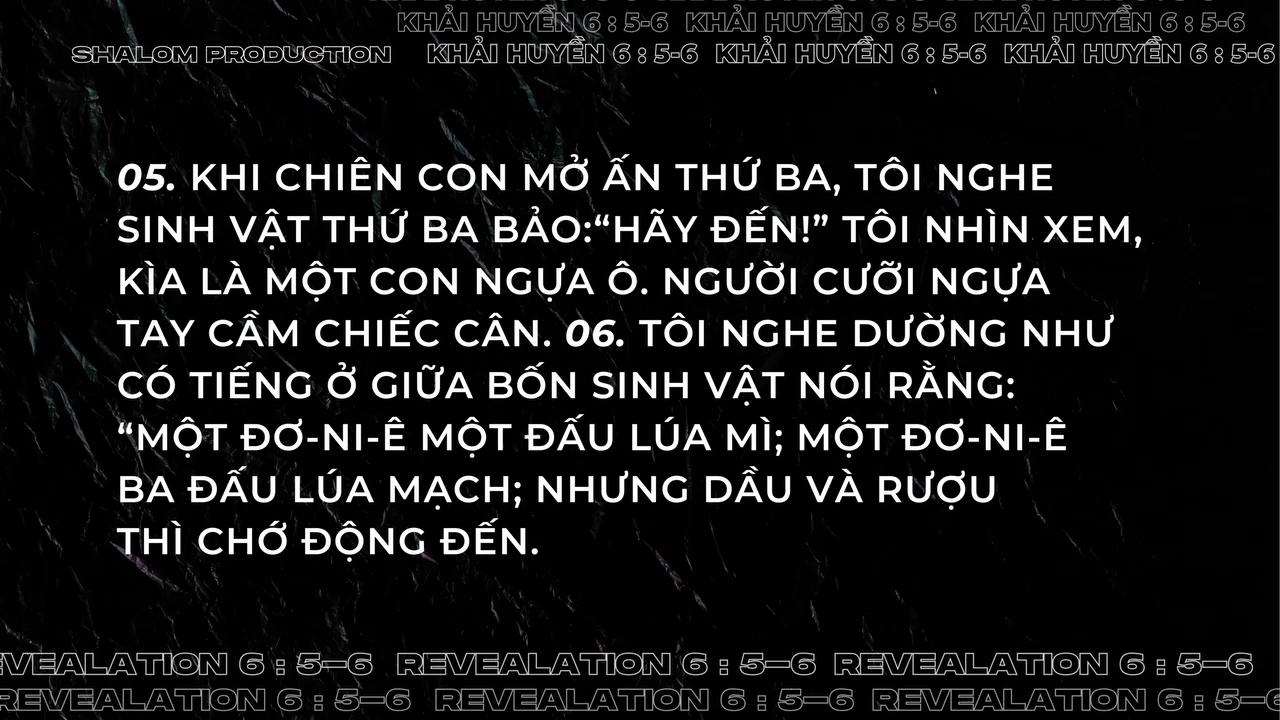 KHẢI HUYỀN 6 : 5-6 KHẢI HUYỀN 6 : 5-6 KHẢI HUYỀN 6 : 5-6
SHALOM PRODUCTION KHẢI HUYỀN 6 : 5-6 KHẢI HUYỀN 6 : 5-6 KHẢI HUYỀN 6 : 5-6
05. KHI CHIÊN CON MỞ ẤN THỨ BA, TÔI NGHE
SINH VẬT THỨ BA BẢO:“HÃY ĐẾN!” TÔI NHÌN XEM,
KÌA LÀ MỘT CON NGỰA Ô. NGƯỜI CƯỠI NGỰA
TAY CẦM CHIẾC CÂN. 06. TÔI NGHE DƯỜNG NHƯ
CÓ TIẾNG Ở GIỮA BỐN SINH VẬT NÓI RẰNG:
“MỘT ĐƠ-NI-Ê MỘT ĐẤU LÚA MÌ; MỘT ĐƠ-NI-Ê
BA ĐẤU LÚA MẠCH; NHƯNG DẦU VÀ RƯỢU
THÌ CHỚ ĐỘNG ĐẾN.
EVEALATION 6 : 5—6 REVEALATION 6 : 5—6 REVEALATION 6 : 5—6
REVEALATION 6 : 5—6 REVEALATION 6 : 5—6 REVEALATION 6 : 5—6